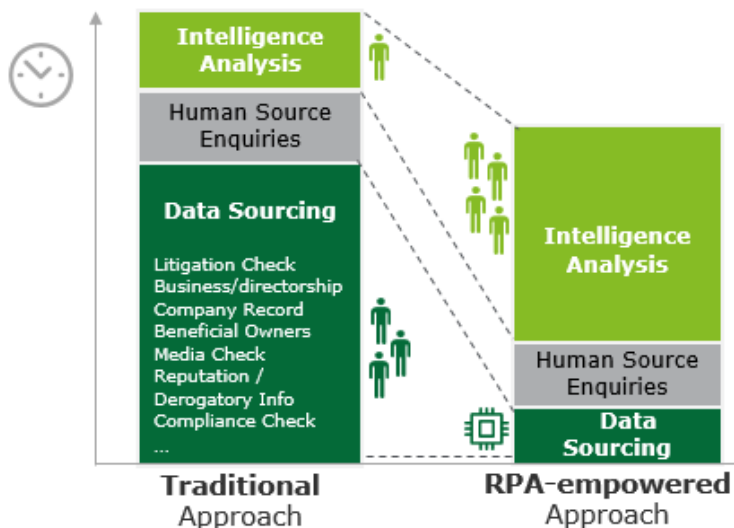 Intelligence
Analysis
Human Source
Enquiries
Data Sourcing
Litigation Check
Business/directorship
Company Record
Beneficial Owners
Media Check
Reputation /
Derogatory Info
Compliance Check
...
Traditional
Approach
Intelligence
Analysis
Human Source
Enquiries
Data
Sourcing
RPA-empowered
Approach